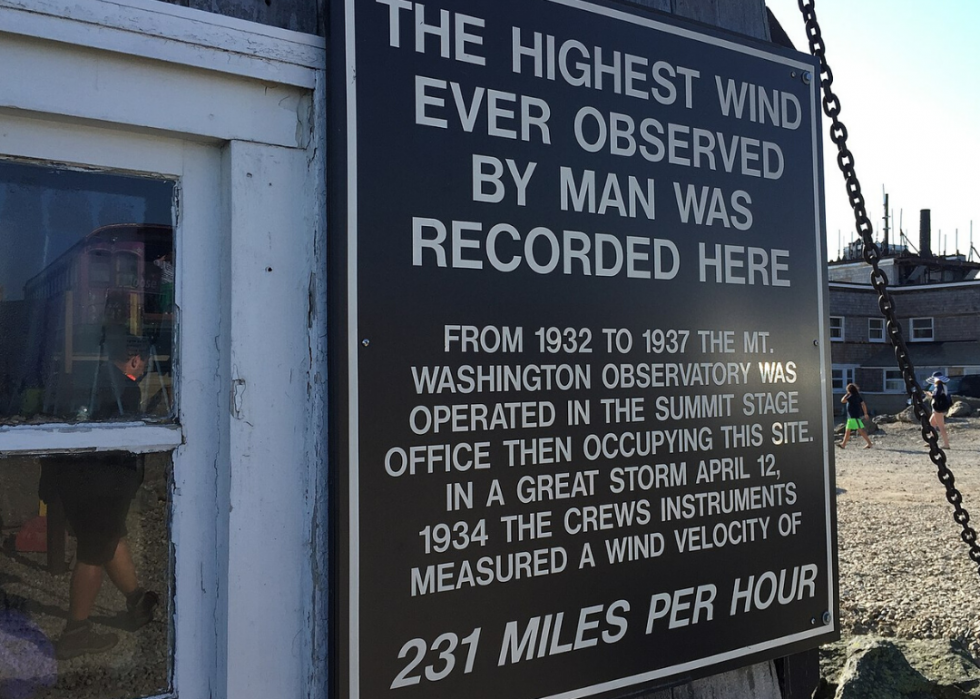 THE HIGHEST WIND
EVER OBSERVED
BY MAN WAS
RECORDED HERE
FROM 1932 TO 1937 THE MT.
WASHINGTON OBSERVATORY WAS
OPERATED IN THE SUMMIT STAGE
OFFICE THEN OCCUPYING THIS SITE.
IN A GREAT STORM APRIL 12,
1934 THE CREWS INSTRUMENTS
MEASURED A WIND VELOCITY OF
231 MILES PER HOUR